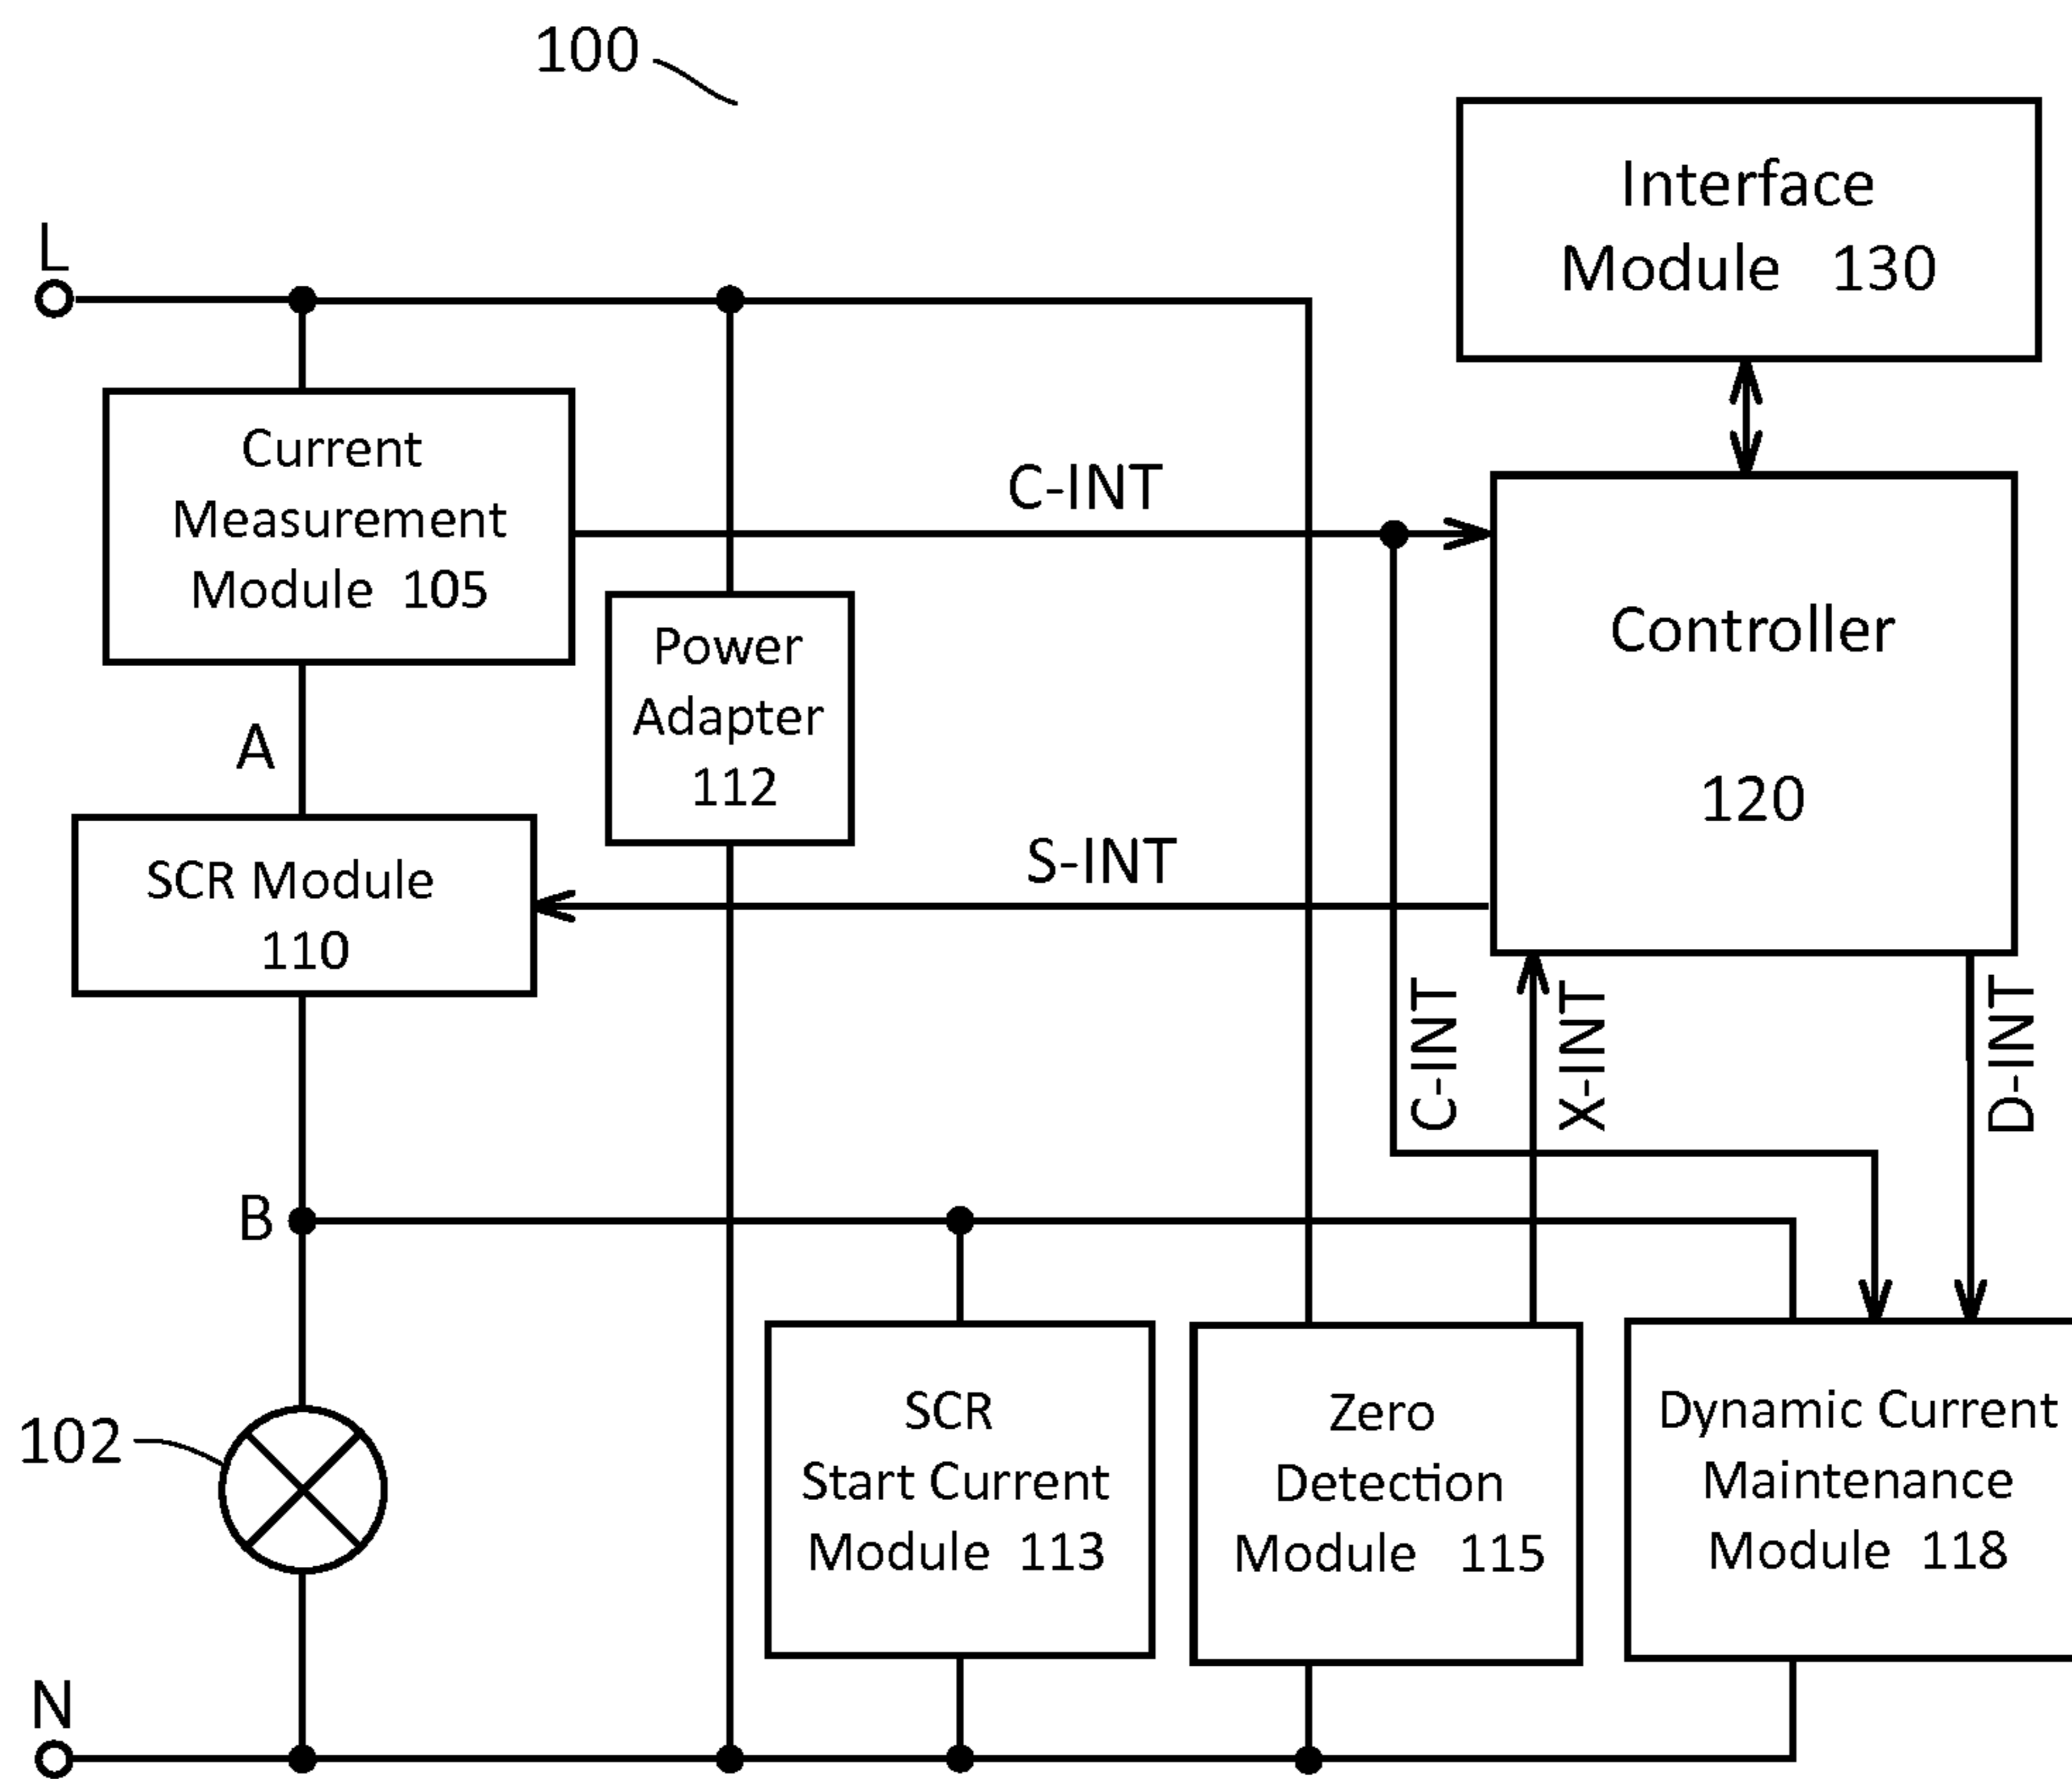 100
Interface
Module 130
L
Current
Measurement
Module 105
C-INT
Controller
120
Power
Adapter
112
A
SCR Module
110
S-INT
C-INT
X-INT
D-INT
B
102
SCR
Start Current
Module 113
Zero
Detection
Module 115
Dynamic Current
Maintenance
Module 118
N